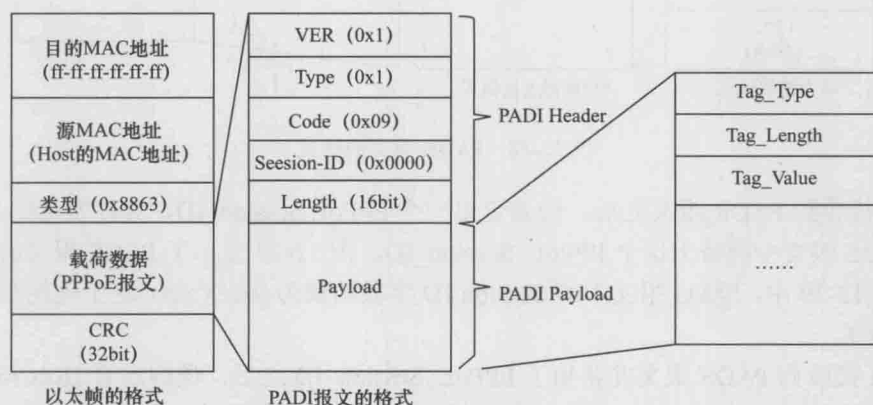 目的MAC地址
(ff-ff-ff-ff-ff-ff)
源MAC地址
(Host的MAC地址)
类型 (0x8863)
载荷数据
(PPPoE报文)
CRC
(32bit)
以太帧的格式
VER (0x1)
Type (0x1)
Code (0x09)
Seesion-ID (0x0000)
Length (16bit)
Payload
PADI报文的格式
PADI Header
PADI Payload
Tag_Type
Tag_Length
Tag_Value
……